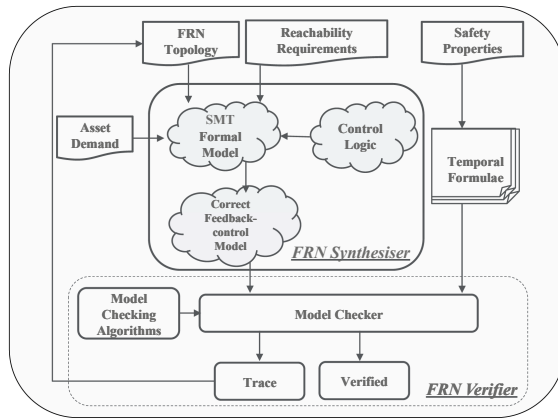 FRN
Topology
Reachability
Requirements
Safety
Properties
Asset
Demand
SMT
Formal
Model
Control
Logic
Temporal
Formulae
Correct
Feedback-
control
Model
FRN Synthesiser
Model
Checking
Algorithms
Model Checker
Trace
Verified
FRN Verifier